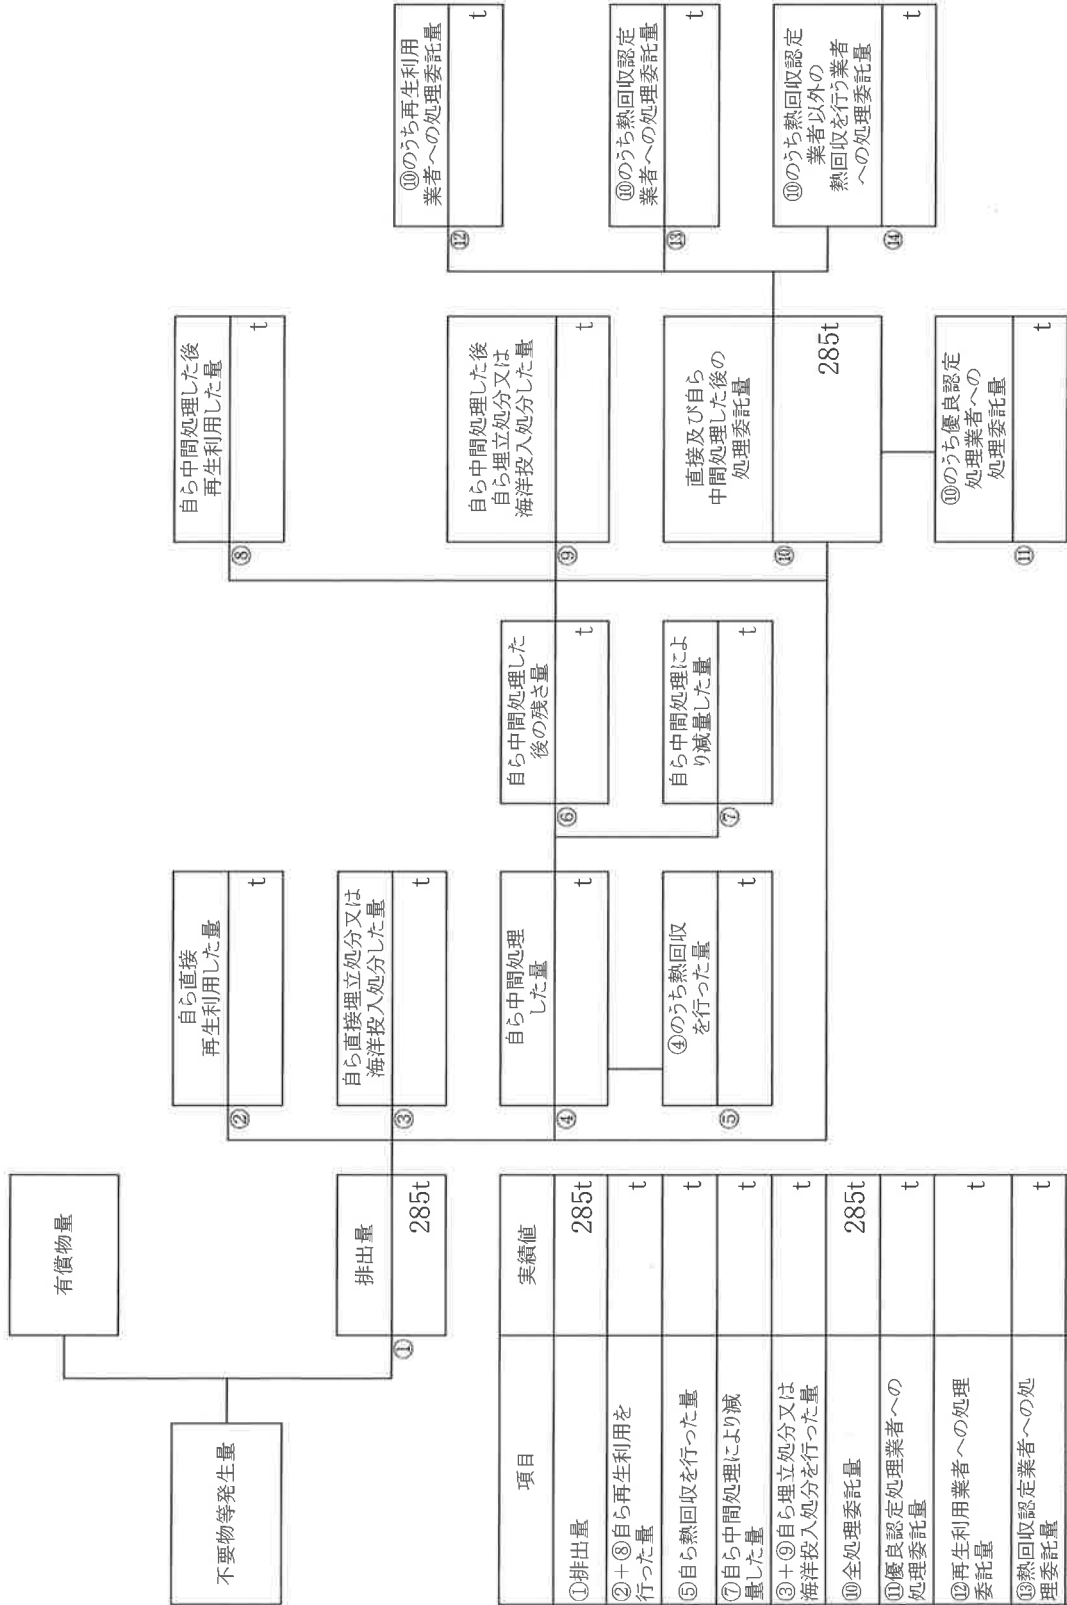 不要物等発生量
有償物量
①
排出量
285t
②
自ら直接
再生利用した量
t
③
自ら直接埋立処分又は
海洋投入処分した量
t
④
自ら中間処理
した量
t
⑤
④のうち熱回収
を行った量
t
⑥
自ら中間処理した
後の残さ量
t
⑦
自ら中間処理によ
り減量した量
t
⑧
自ら中間処理した後
再生利用した量
t
⑨
自ら中間処理した後
自ら埋立処分又は
海洋投入処分した量
t
⑩
直接及び自ら
中間処理した後の
処理委託量
285t
⑪
⑩のうち優良認定
処理業者への
処理委託量
t
⑫
⑩のうち再生利用
業者への処理委託量
t
⑬
⑩のうち熱回収認定
業者への処理委託量
t
⑭
⑩のうち熱回収認定
業者以外の
熱回収を行う業者
への処理委託量
t
項目 実績値
①排出量 285t
②+⑧自ら再生利用を
行った量 t
⑤自ら熱回収を行った量 t
⑦自ら中間処理により減
量した量 t
③+⑨自ら埋立処分又は
海洋投入処分を行った量 t
⑩全処理委託量 285t
⑪優良認定処理業者への
処理委託量 t
⑫再生利用業者への処理
委託量 t
⑬熱回収認定業者への処
理委託量 t